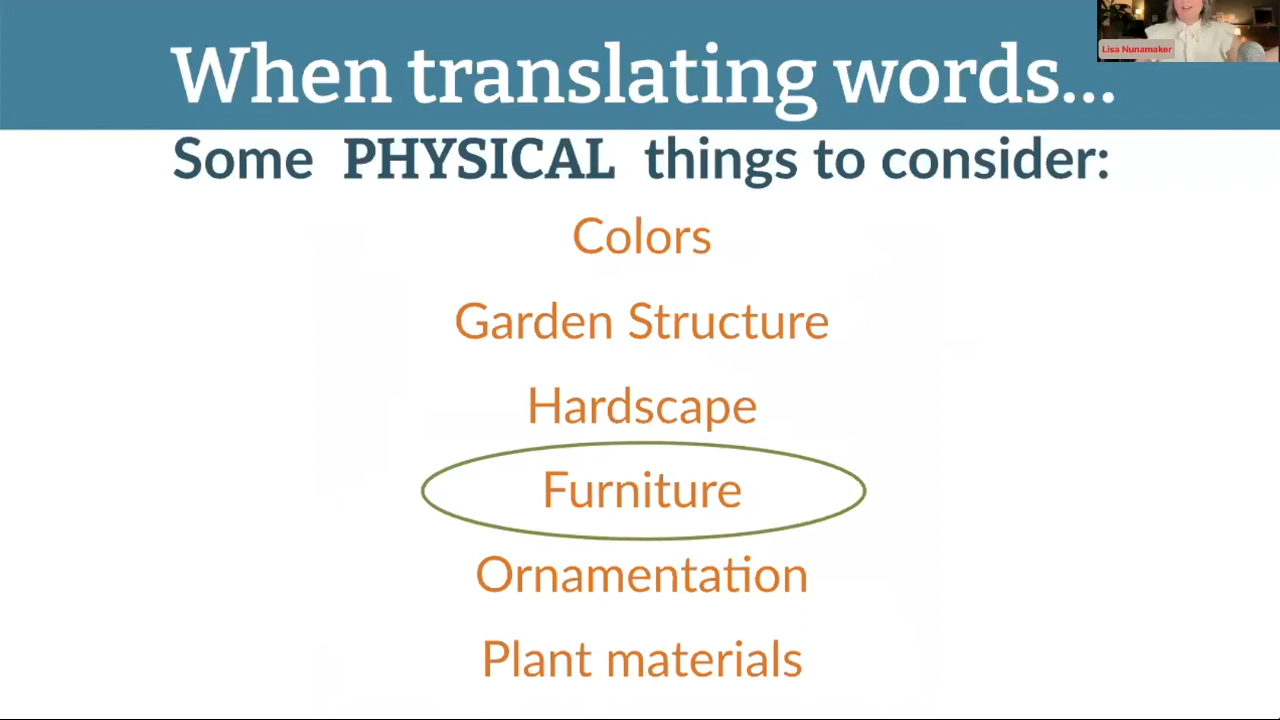 When translating words...
Lisa Nunamaker
Some PHYSICAL things to consider:
Colors
Garden Structure
Hardscape
Furniture
Ornamentation
Plant materials